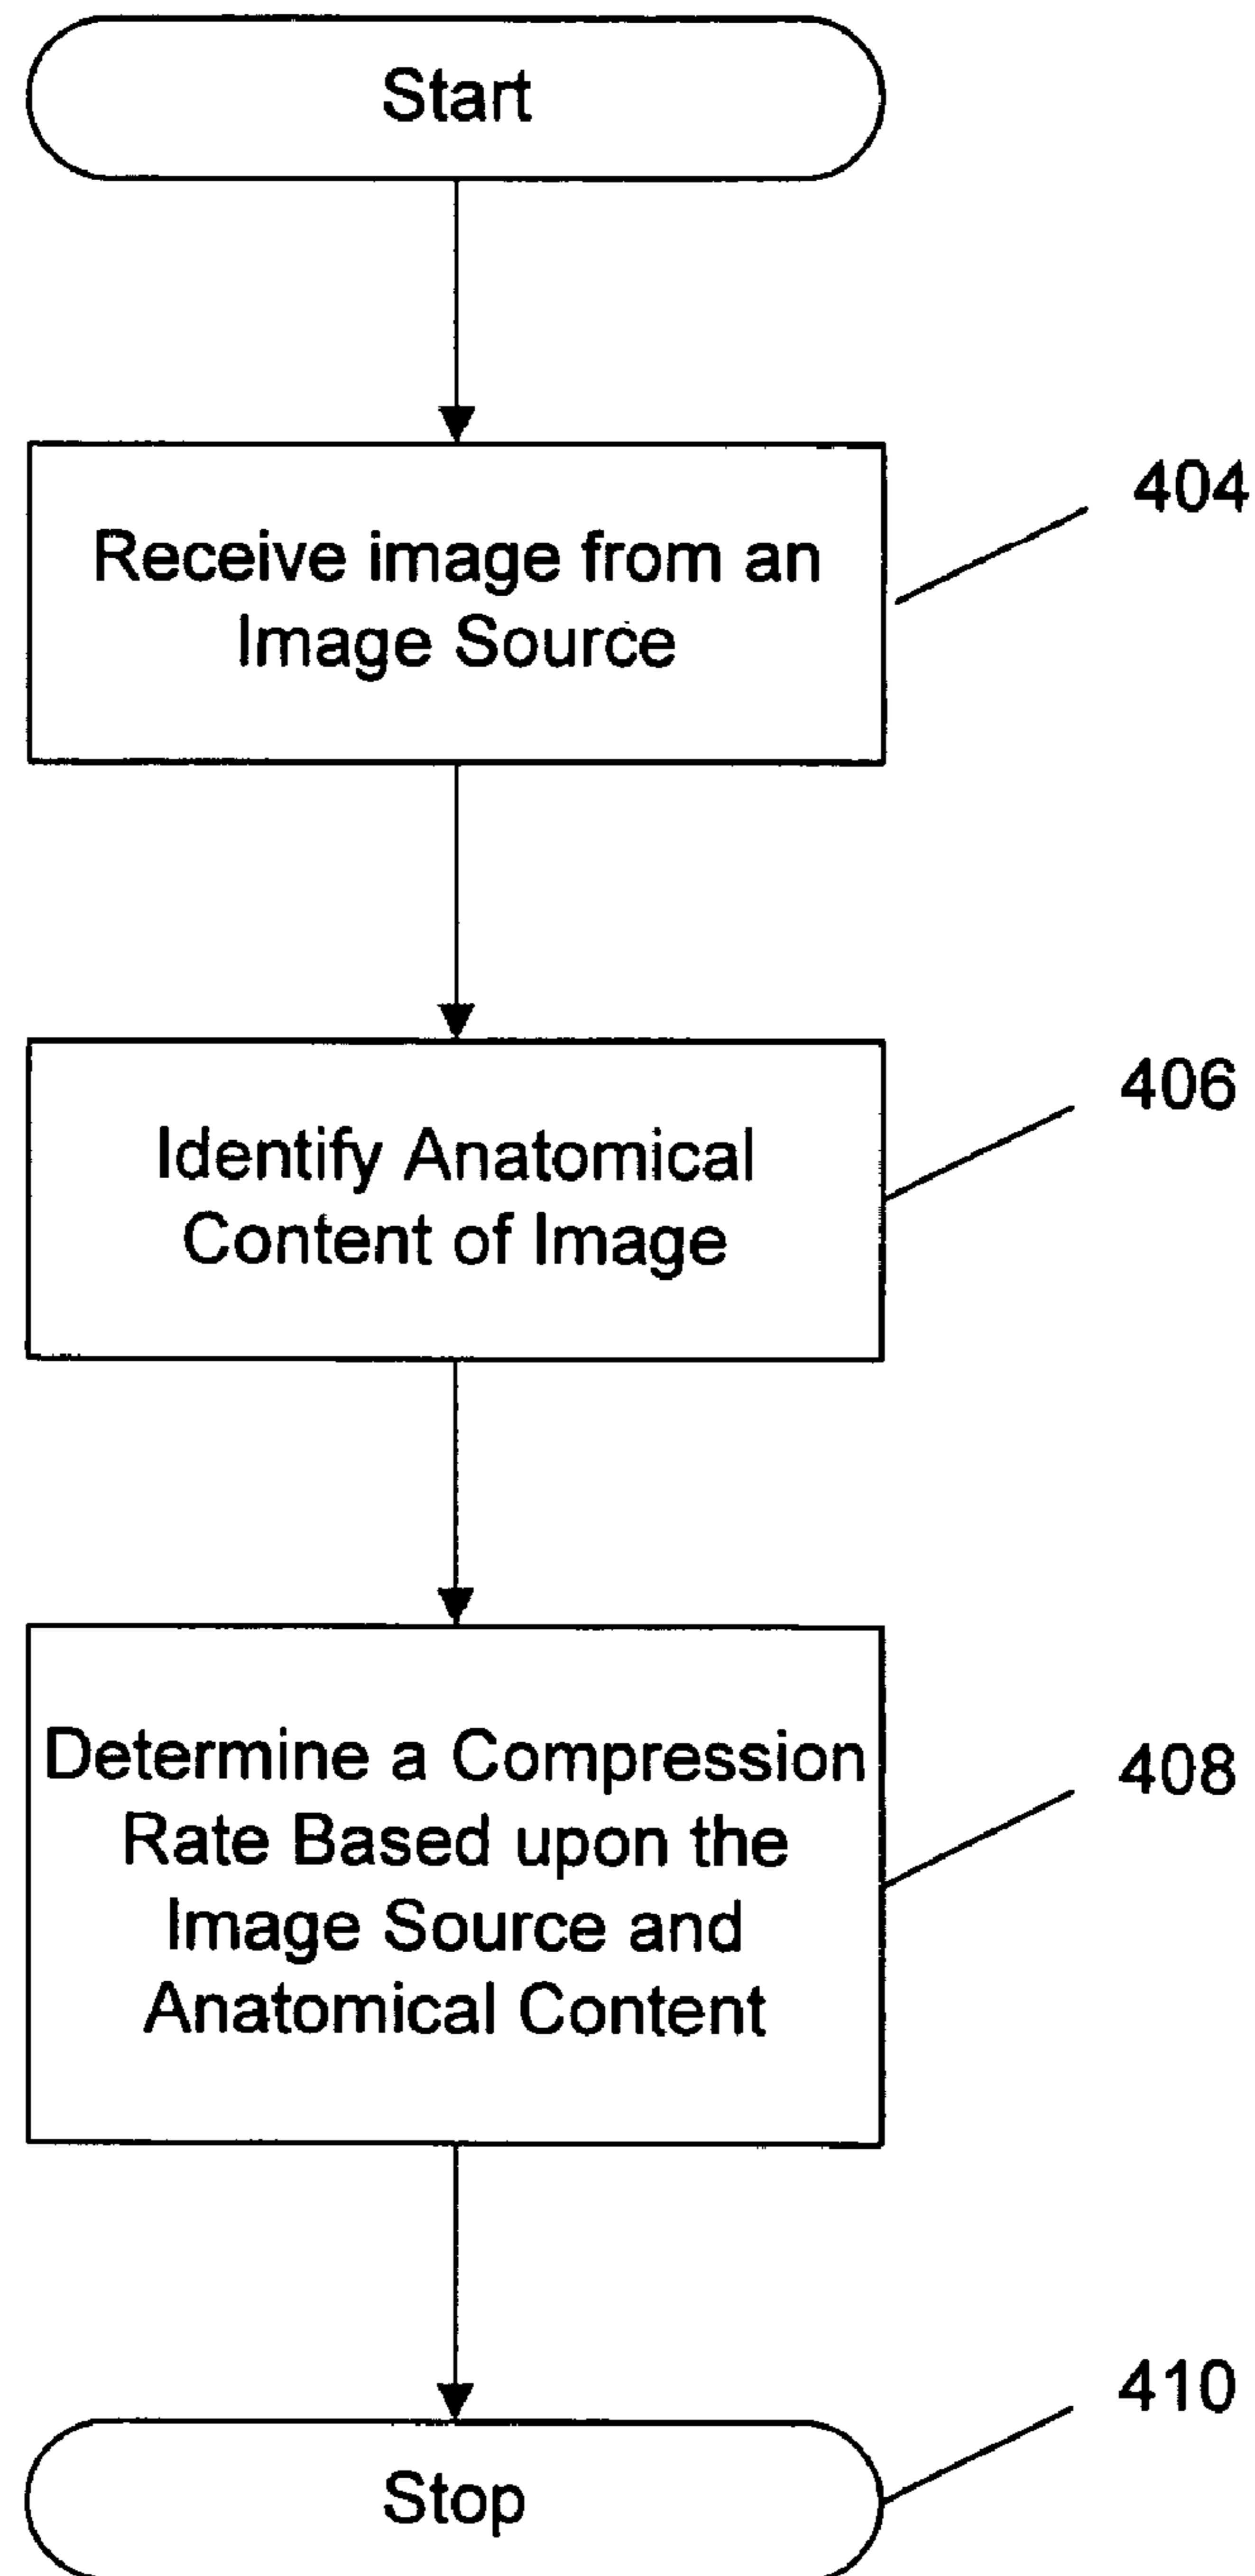 Start
Receive image from an
Image Source
404
Identify Anatomical
Content of Image
406
Determine a Compression
Rate Based upon the
Image Source and
Anatomical Content
408
Stop
410